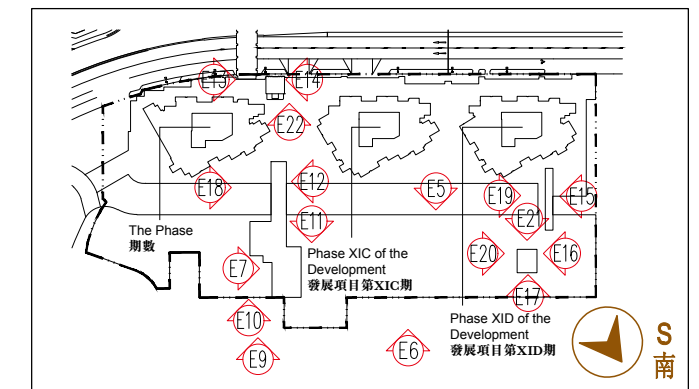 E13
E14
E22
E18
E12
E5
E19
E15
E11
E21
The Phase
期數
E20
E16
E7
Phase XIC of the
Development
發展項目第XIC期
E17
E10
Phase XID of the
Development
發展項目第XID期
E9
E6
S
南